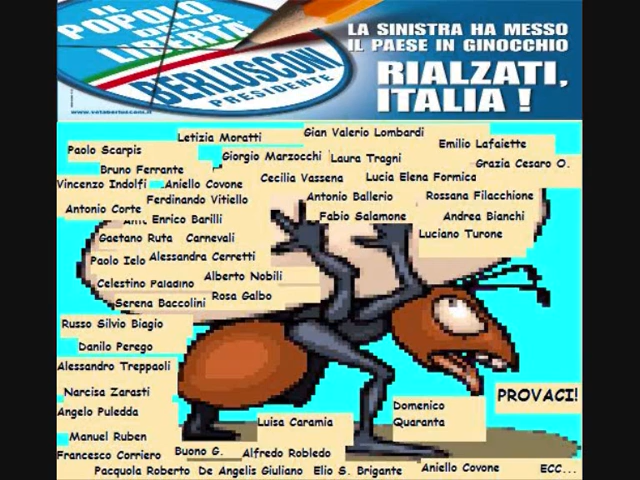 IL POPOLO
DELLA
LIBERTÀ
BERLUSCONI
PRESIDENTE
www.votaberlusconi.it
LA SINISTRA HA MESSO
IL PAESE IN GINOCCHIO
RIALZATI,
ITALIA !
Letizia Moratti
Gian Valerio Lombardi
Emilio Lafaiette
Paolo Scarpis
Giorgio Marzocchi
Laura Tragni
Grazia Cesaro O.
Bruno Ferrante
Cecilia Vassena
Lucia Elena Formica
Vincenzo Indolfi
Aniello Covone
Ferdinando Vitiello
Antonio Ballerio
Rossana Filacchione
Antonio Corte
Enrico Barilli
Fabio Salamone
Andrea Bianchi
Gaetano Ruta
Carnevali
Luciano Turone
Paolo Ielo
Alessandra Cerretti
Celestino Paladino
Alberto Nobili
Serena Baccolini
Rosa Galbo
Russo Silvio Biagio
Danilo Perego
Alessandro Treppaoli
Narcisa Zarasti
PROVACI!
Angelo Puledda
Domenico
Quaranta
Luisa Caramia
Manuel Ruben
Francesco Corriero
Buono G.
Alfredo Robledo
Pacquola Roberto
De Angelis Giuliano
Elio S. Brigante
Aniello Covone
ECC...